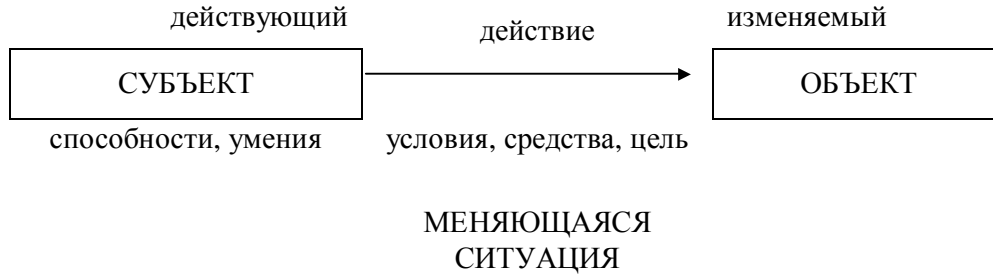 действующий
действие
изменяемый
СУБЪЕКТ
ОБЪЕКТ
способности, умения
условия, средства, цель
МЕНЯЮЩАЯСЯ
СИТУАЦИЯ